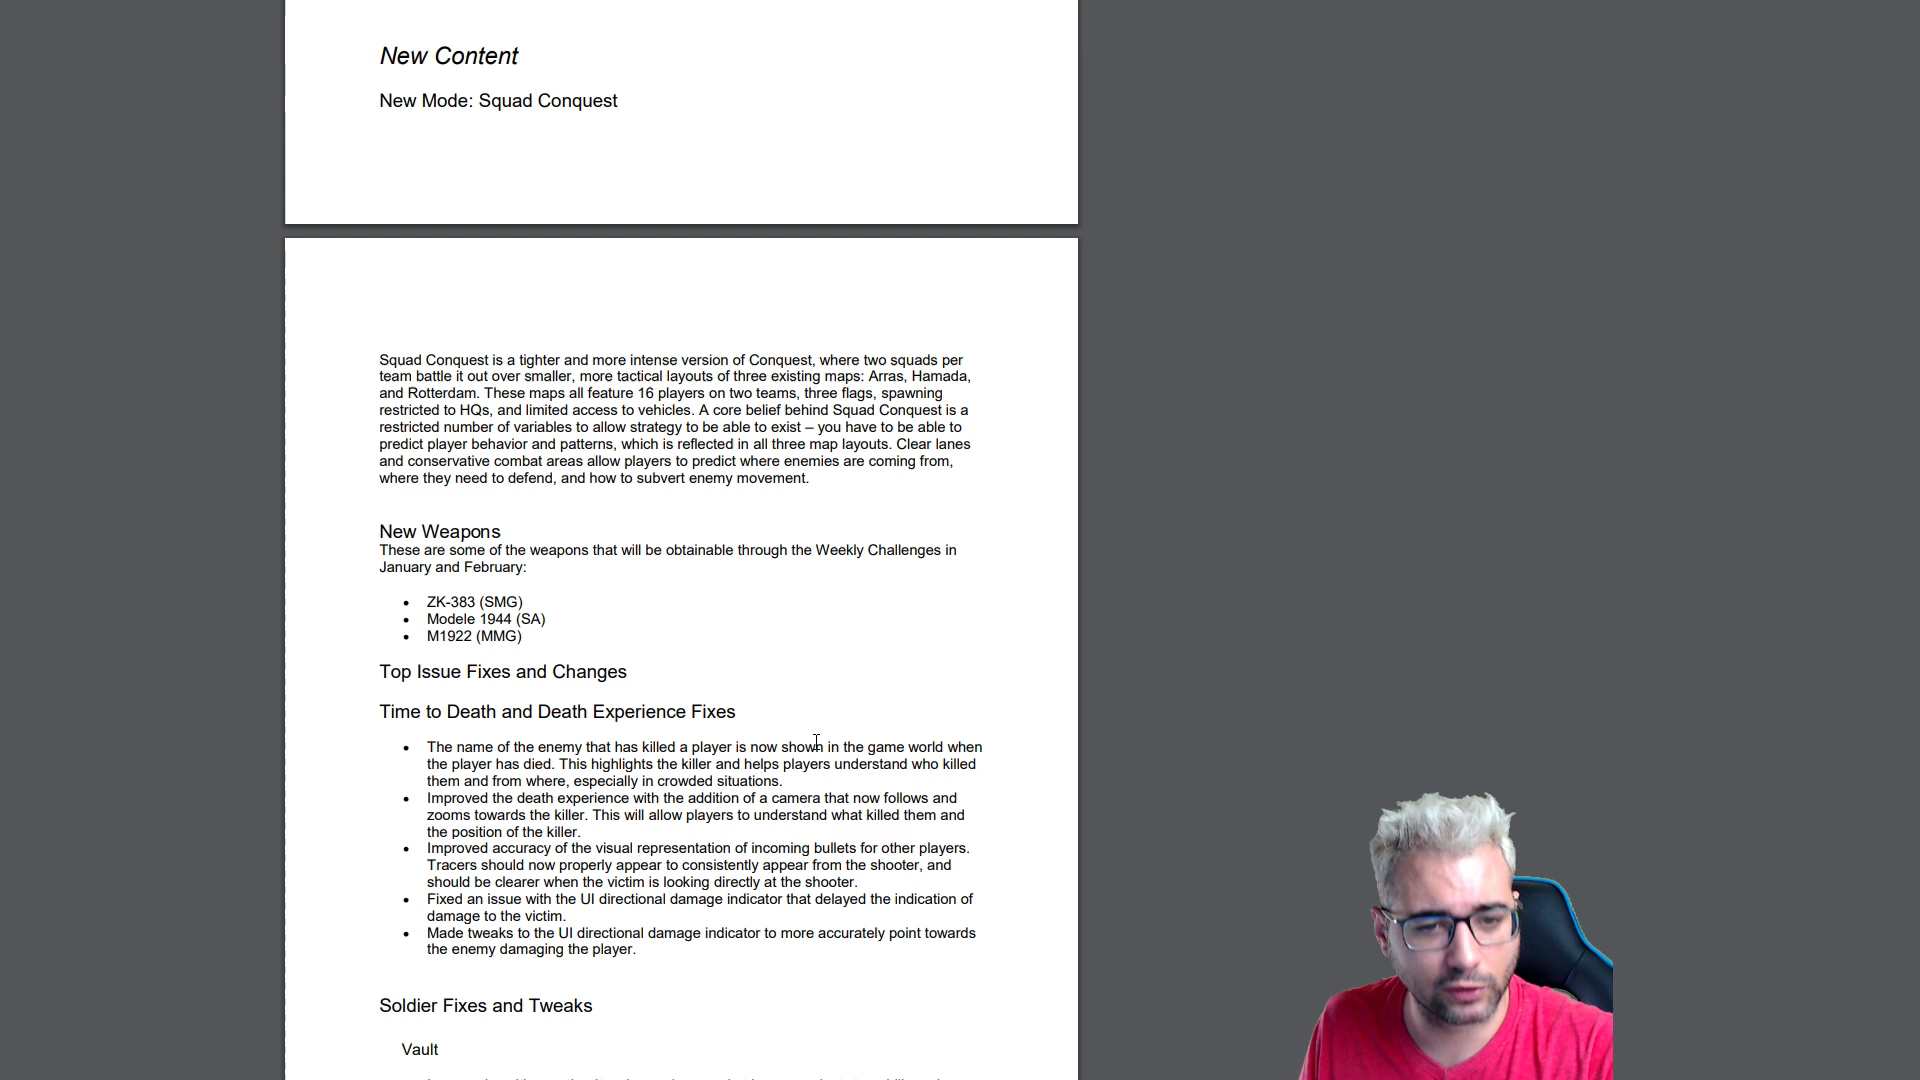 New Content
New Mode: Squad Conquest
Squad Conquest is a tighter and more intense version of Conquest, where two squads per
team battle it out over smaller, more tactical layouts of three existing maps: Arras, Hamada,
and Rotterdam. These maps all feature 16 players on two teams, three flags, spawning
restricted to HQs, and limited access to vehicles. A core belief behind Squad Conquest is a
restricted number of variables to allow strategy to be able to exist – you have to be able to
predict player behavior and patterns, which is reflected in all three map layouts. Clear lanes
and conservative combat areas allow players to predict where enemies are coming from,
where they need to defend, and how to subvert enemy movement.
New Weapons
These are some of the weapons that will be obtainable through the Weekly Challenges in
January and February:
• ZK-383 (SMG)
• Modele 1944 (SA)
• M1922 (MMG)
Top Issue Fixes and Changes
Time to Death and Death Experience Fixes
• The name of the enemy that has killed a player is now shown in the game world when
the player has died. This highlights the killer and helps players understand who killed
them and from where, especially in crowded situations.
• Improved the death experience with the addition of a camera that now follows and
zooms towards the killer. This will allow players to understand what killed them and
the position of the killer.
• Improved accuracy of the visual representation of incoming bullets for other players.
Tracers should now properly appear to consistently appear from the shooter, and
should be clearer when the victim is looking directly at the shooter.
• Fixed an issue with the UI directional damage indicator that delayed the indication of
damage to the victim.
• Made tweaks to the UI directional damage indicator to more accurately point towards
the enemy damaging the player.
Soldier Fixes and Tweaks
Vault